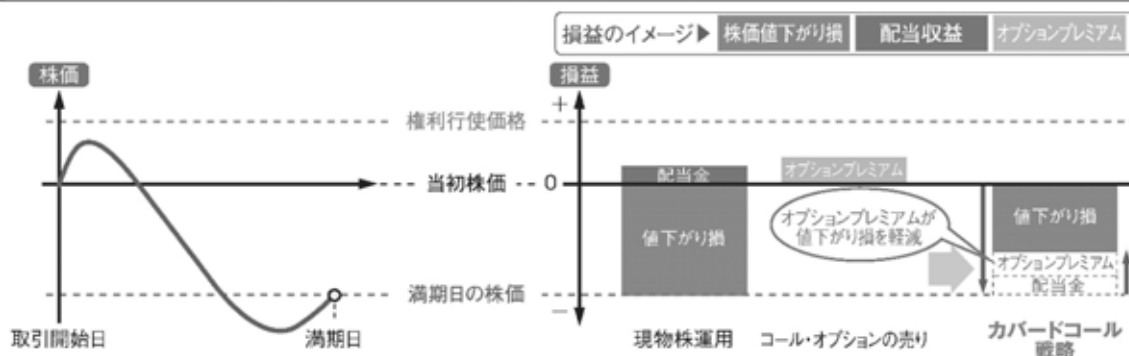 損益のイメージ▶ 株価値下がり損 配当収益 オプションプレミアム
株価
損益
+
権利行使価格
当初株価
0
配当金
オプションプレミアム
値下がり損
オプションプレミアムが
値下がり損を軽減
値下がり損
オプションプレミアム
配当金
満期日の株価
−
取引開始日
満期日
現物株運用
コール・オプションの売り
カバードコール
戦略